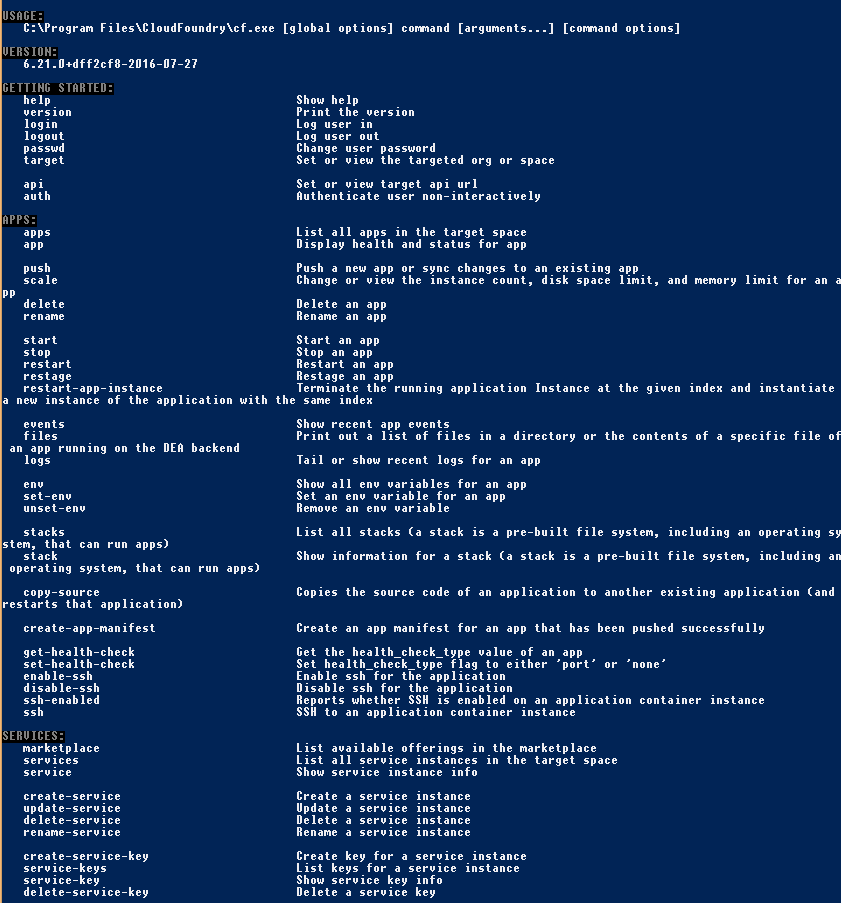 USAGE:
C:\Program Files\CloudFoundry\cf.exe [global options] command [arguments...] [command options]
VERSION:
6.21.0+dff2cf8-2016-07-27
GETTING STARTED:
help Show help
version Print the version
login Log user in
logout Log user out
passwd Change user password
target Set or view the targeted org or space
api Set or view target api url
auth Authenticate user non-interactively
APPS:
apps List all apps in the target space
app Display health and status for app
push Push a new app or sync changes to an existing app
scale Change or view the instance count, disk space limit, and memory limit for an a
pp
delete Delete an app
rename Rename an app
start Start an app
stop Stop an app
restart Restart an app
restage Restage an app
restart-app-instance Terminate the running application Instance at the given index and instantiate
a new instance of the application with the same index
events Show recent app events
files Print out a list of files in a directory or the contents of a specific file of
an app running on the DEA backend
logs Tail or show recent logs for an app
env Show all env variables for an app
set-env Set an env variable for an app
unset-env Remove an env variable
stacks List all stacks (a stack is a pre-built file system, including an operating sy
stem, that can run apps)
stack Show information for a stack (a stack is a pre-built file system, including an
operating system, that can run apps)
copy-source Copies the source code of an application to another existing application (and
restarts that application)
create-app-manifest Create an app manifest for an app that has been pushed successfully
get-health-check Get the health_check_type value of an app
set-health-check Set health_check_type flag to either 'port' or 'none'
enable-ssh Enable ssh for the application
disable-ssh Disable ssh for the application
ssh-enabled Reports whether SSH is enabled on an application container instance
ssh SSH to an application container instance
SERVICES:
marketplace List available offerings in the marketplace
services List all service instances in the target space
service Show service instance info
create-service Create a service instance
update-service Update a service instance
delete-service Delete a service instance
rename-service Rename a service instance
create-service-key Create key for a service instance
service-keys List keys for a service instance
service-key Show service key info
delete-service-key Delete a service key